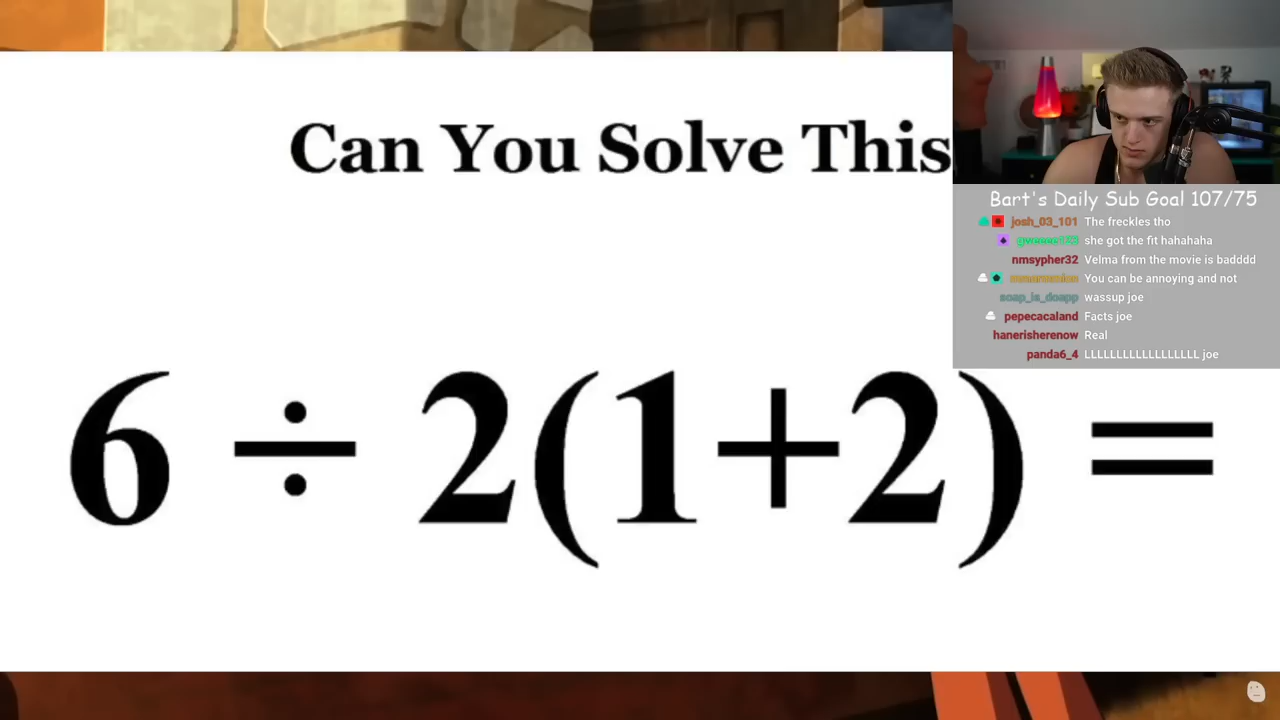 Can You Solve This
6 ÷ 2(1+2) =
Bart's Daily Sub Goal 107/75
josh_03_101 The freckles tho
she got the fit hahahaha
nmsypher32 Velma from the movie is badddd
You can be annoying and not
soap_is_doapp wassup joe
pepecacaland Facts joe
hanerisherenow Real
panda6_4 LLLLLLLLLLLLLLLLLL joe